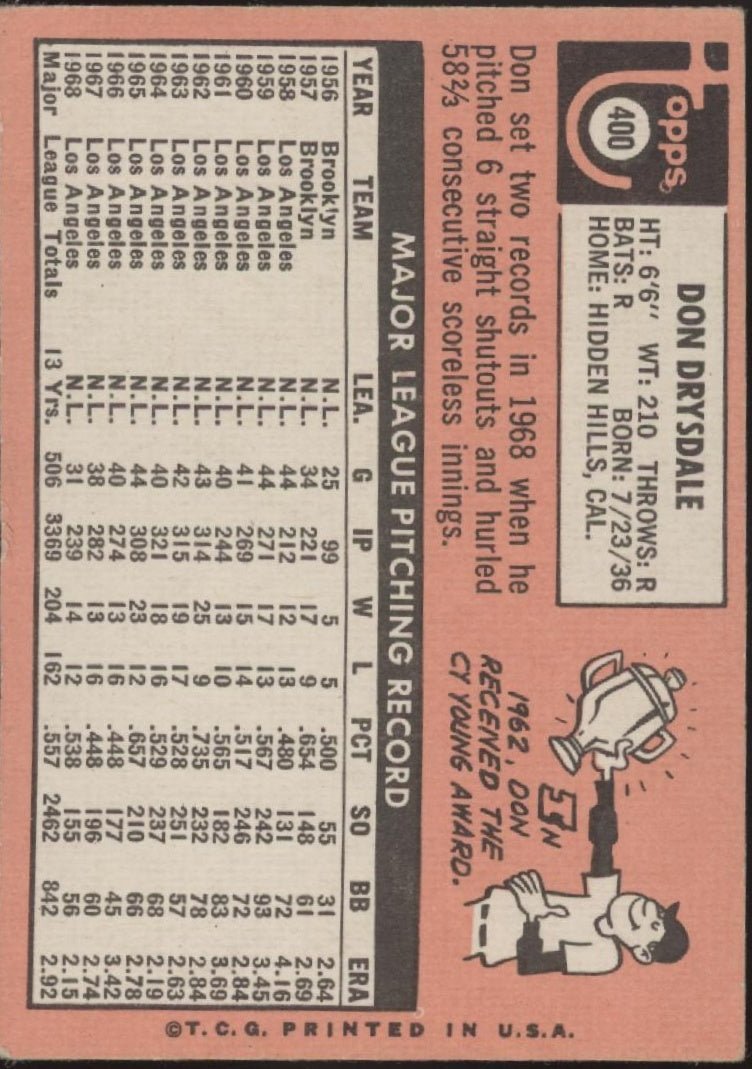 Topps
400
DON DRYSDALE
HT: 6'6" WT: 210 THROWS: R
BATS: R BORN: 7/23/36
HOME: HIDDEN HILLS, CAL.
Don set two records in 1968 when he
pitched 6 straight shutouts and hurled
58⅔ consecutive scoreless innings.
IN
1962, DON
RECEIVED THE
CY YOUNG AWARD.
MAJOR LEAGUE PITCHING RECORD
YEAR TEAM LEA. G IP W L PCT SO BB ERA
1956 Brooklyn N.L. 25 99 5 5 .500 55 31 2.64
1957 Brooklyn N.L. 34 221 17 9 .654 148 61 2.69
1958 Los Angeles N.L. 44 212 12 13 .480 131 72 4.16
1959 Los Angeles N.L. 44 271 17 13 .567 242 93 3.45
1960 Los Angeles N.L. 41 269 15 14 .517 246 72 2.84
1961 Los Angeles N.L. 40 244 13 10 .565 182 83 3.69
1962 Los Angeles N.L. 43 314 25 9 .735 232 78 2.84
1963 Los Angeles N.L. 42 315 19 17 .528 251 57 2.63
1964 Los Angeles N.L. 40 321 18 16 .529 237 68 2.19
1965 Los Angeles N.L. 44 308 23 12 .657 210 66 2.78
1966 Los Angeles N.L. 40 274 13 16 .448 177 45 3.42
1967 Los Angeles N.L. 38 282 13 16 .448 196 60 2.74
1968 Los Angeles N.L. 31 239 14 12 .538 155 56 2.15
Major League Totals 13 Yrs. 506 3369 204 162 .557 2462 842 2.92
©T.C.G. PRINTED IN U.S.A.